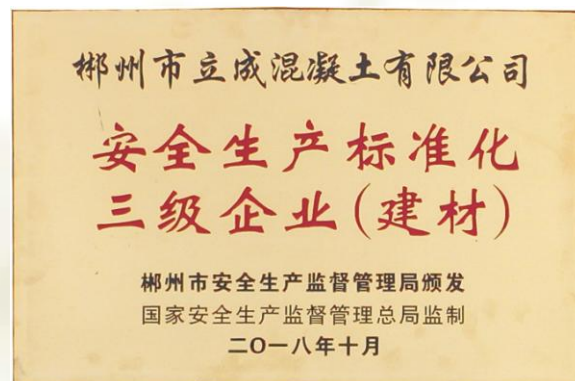 郴州市立成混凝土有限公司
安全生产标准化
三级企业(建材)
郴州市安全生产监督管理局颁发
国家安全生产监督管理总局监制
二〇一八年十月